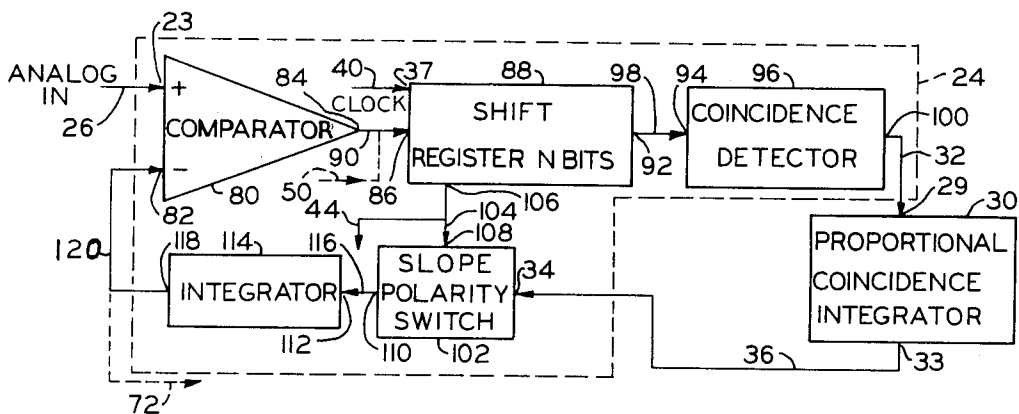 23
ANALOG
IN
26
+
COMPARATOR
−
82
80
84
90
40
37
CLOCK
50
86
88
SHIFT
REGISTER N BITS
98
92
94
96
COINCIDENCE
DETECTOR
24
100
32
29
30
44
106
104
108
120
118
114
116
INTEGRATOR
112
110
SLOPE
POLARITY
SWITCH
102
34
PROPORTIONAL
COINCIDENCE
INTEGRATOR
36
33
72